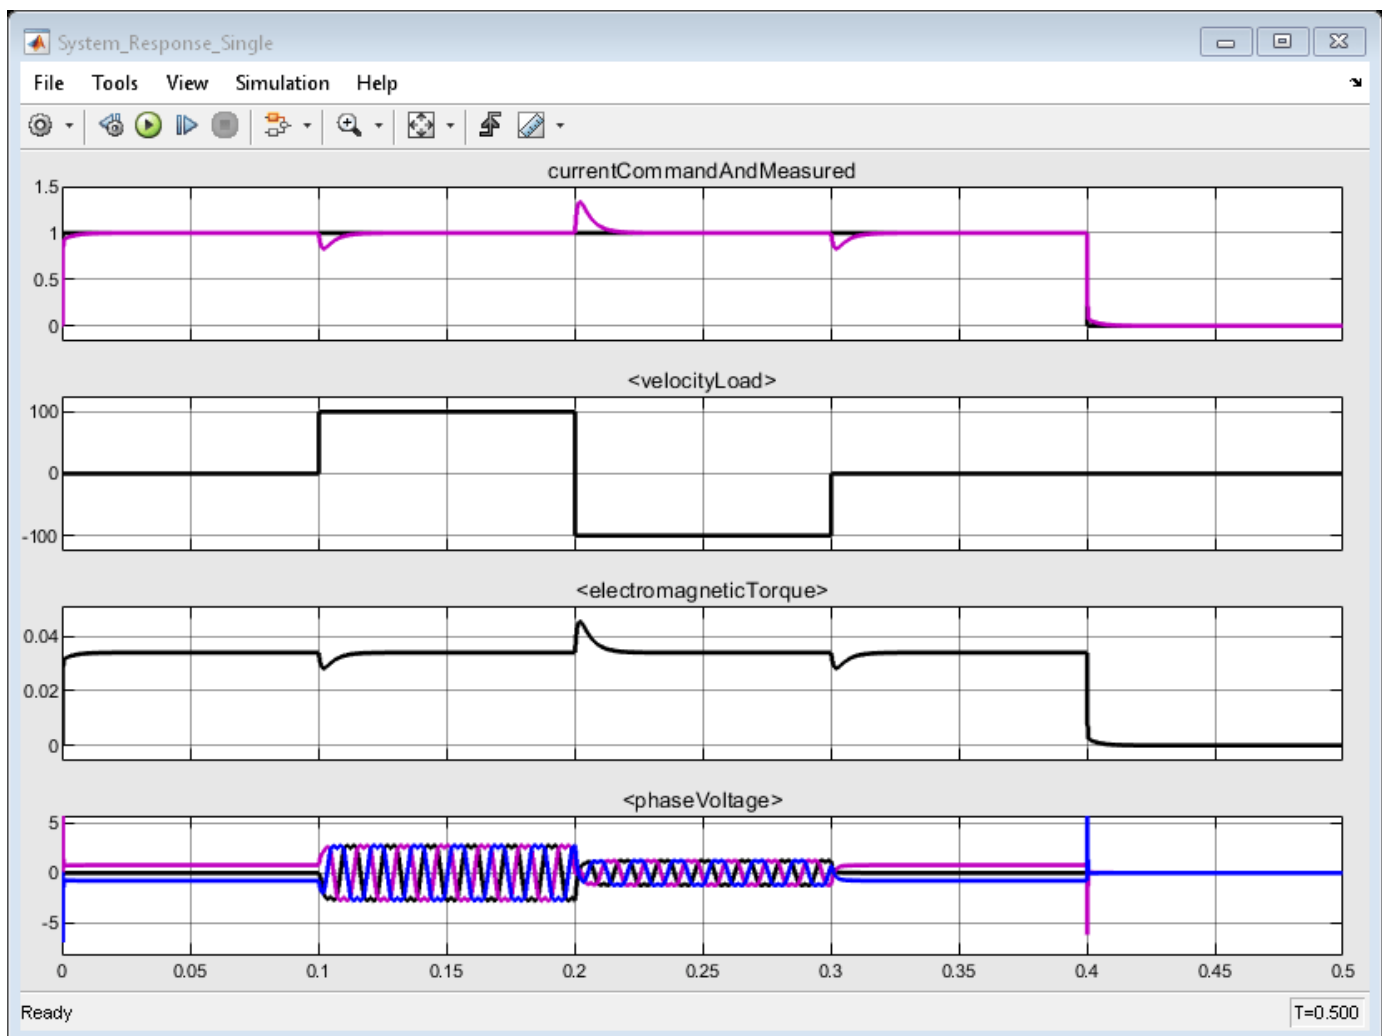 System_Response_Single
File Tools View Simulation Help
currentCommandAndMeasured
1.5
1
0.5
0
<velocityLoad>
100
0
-100
<electromagneticTorque>
0.04
0.02
0
<phaseVoltage>
5
0
-5
0 0.05 0.1 0.15 0.2 0.25 0.3 0.35 0.4 0.45 0.5
Ready T=0.500